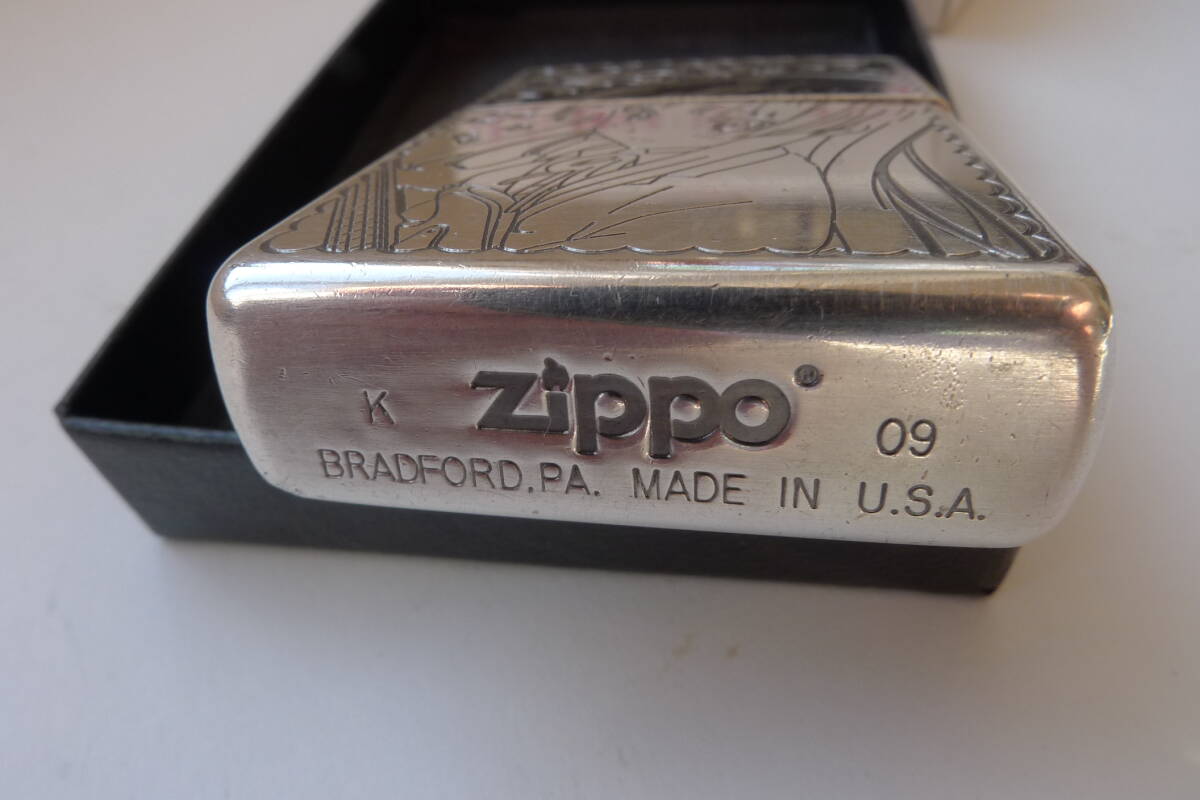 K zippo ® 09
BRADFORD.PA. MADE IN U.S.A.